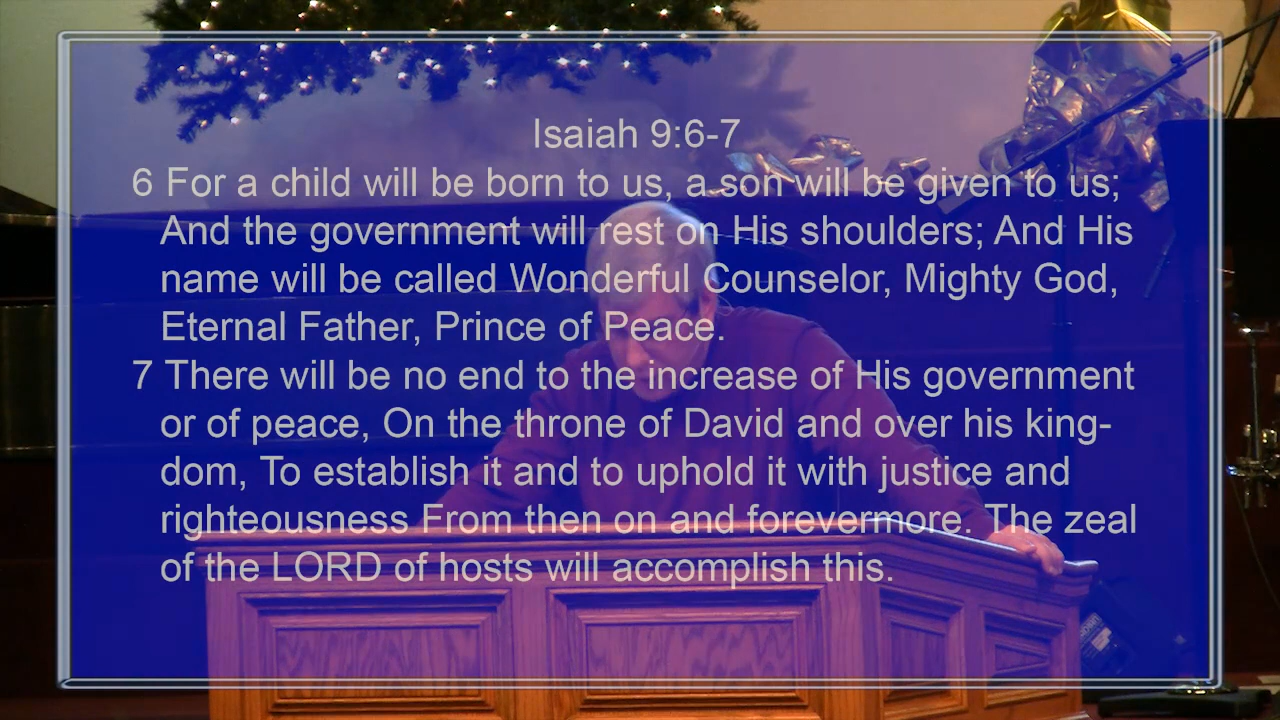 Isaiah 9:6-7
6 For a child will be born to us, a son will be given to us;
And the government will rest on His shoulders; And His
name will be called Wonderful Counselor, Mighty God,
Eternal Father, Prince of Peace.
7 There will be no end to the increase of His government
or of peace, On the throne of David and over his king-
dom, To establish it and to uphold it with justice and
righteousness From then on and forevermore. The zeal
of the LORD of hosts will accomplish this.